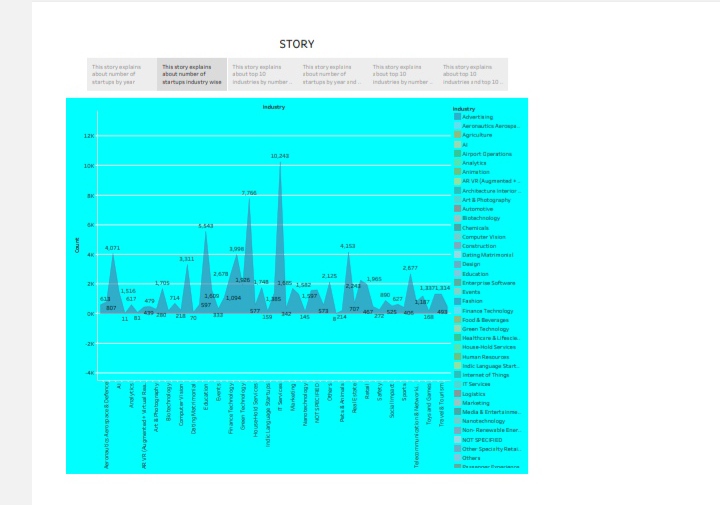 STORY
This story explains
about number of
startups by year
This story explains
about number of
startups industry wise
This story explains
about top 10
industries by number ...
This story explains
about number of
startups by year and ...
This story explains
about top 10
industries by number ...
This story explains
about top 10
industries and top 10 ...
Industry
Count
12K
10K
8K
6K
4K
2K
0K
-2K
-4K
613
807
4,071
11
1,516
617
81
479
439
1,705
280
714
218
3,321
70
597
5,543
1,609
333
2,678
1,094
3,998
1,926
7,766
577
1,748
159
1,385
10,243
342
1,685
1,582
145
1,597
573
2,125
8
214
4,153
707
2,243
467
1,965
272
890
525
627
408
2,677
1,187
168
1,337
1,314
493
Aeronautics Aerospace & Defence
AI
Analytics
AR VR (Augmented + Virtual Rea..
Art & Photography
Biotechnology
Computer Vision
Dating Matrimonial
Education
Events
Finance Technology
Green Technology
House-Hold Services
Indic Language Startups
IT Services
Marketing
Nanotechnology
NOT SPECIFIED
Others
Pets & Animals
Real Estate
Retail
Safety
Social Impact
Sports
Telecommunication & Networki..
Toys and Games
Travel & Tourism
Industry
Advertising
Aeronautics Aerospa..
Agriculture
AI
Airport Operations
Analytics
Animation
AR VR (Augmented + ..
Architecture Interior ..
Art & Photography
Automotive
Biotechnology
Chemicals
Computer Vision
Construction
Dating Matrimonial
Design
Education
Enterprise Software
Events
Fashion
Finance Technology
Food & Beverages
Green Technology
Healthcare & Lifescie..
House-Hold Services
Human Resources
Indic Language Start..
Internet of Things
IT Services
Logistics
Marketing
Media & Entertainme..
Nanotechnology
Non- Renewable Ener..
NOT SPECIFIED
Other Specialty Retai..
Others